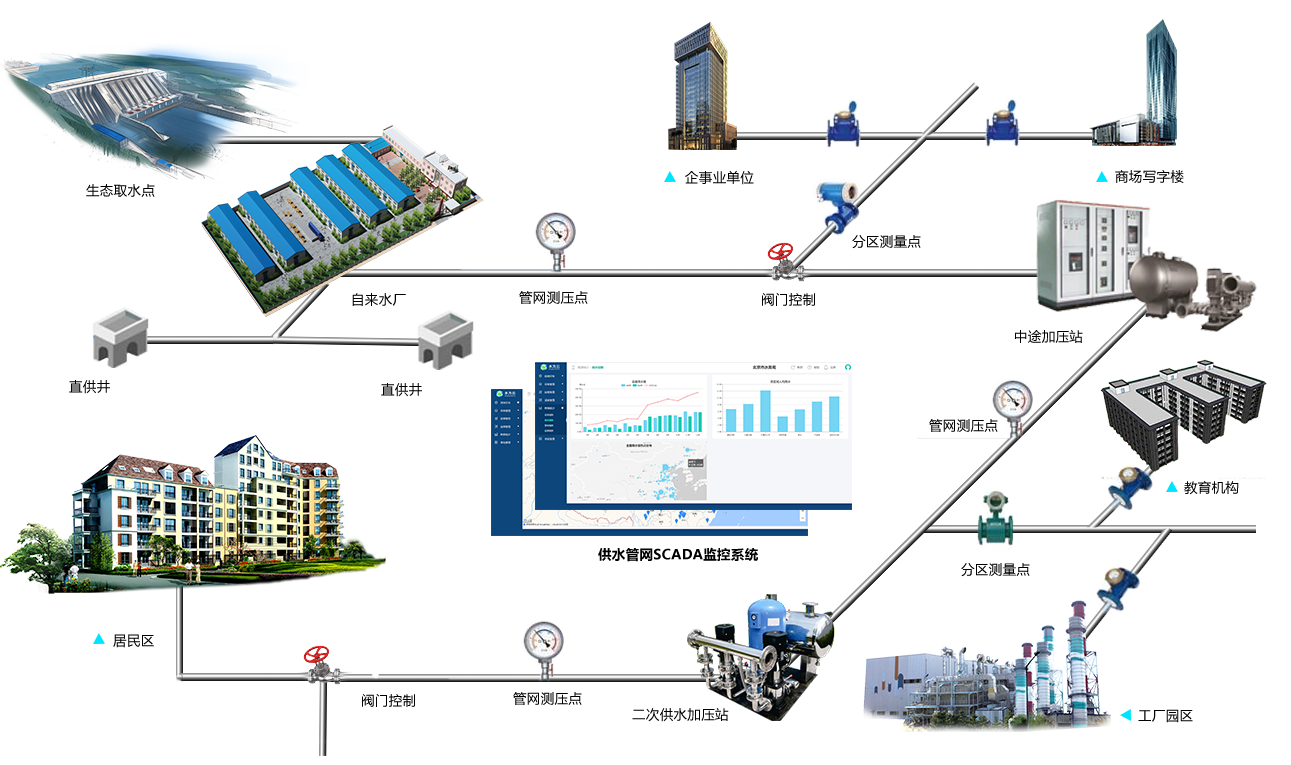 生态取水点
企事业单位
商场写字楼
分区测量点
自来水厂
管网测压点
阀门控制
中途加压站
直供井
直供井
管网测压点
教育机构
供水管网SCADA监控系统
分区测量点
居民区
阀门控制
管网测压点
二次供水加压站
工厂园区